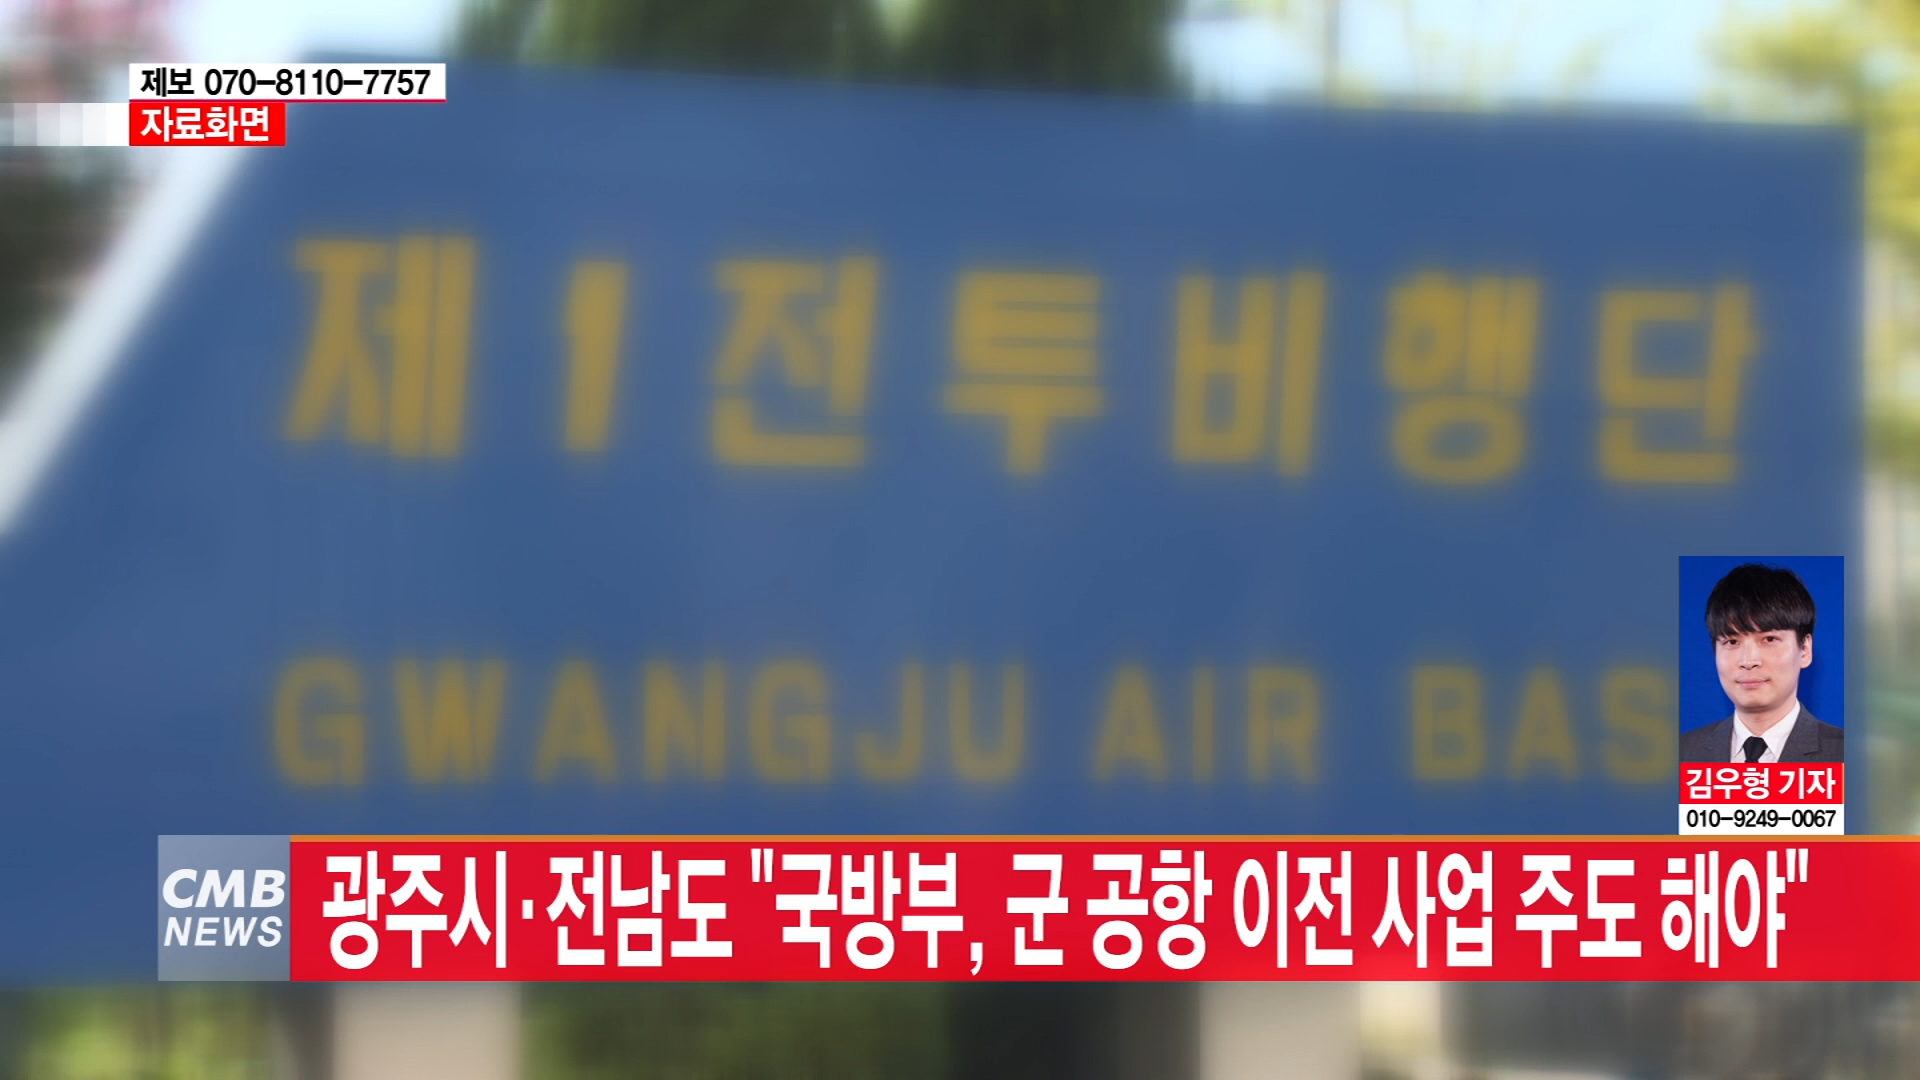 제보 070-8110-7757
자료화면
제1전투비행단
GWANGJU AIR BAS
김우형 기자
010-9249-0067
CMB
NEWS
광주시·전남도 "국방부, 군 공항 이전 사업 주도 해야"